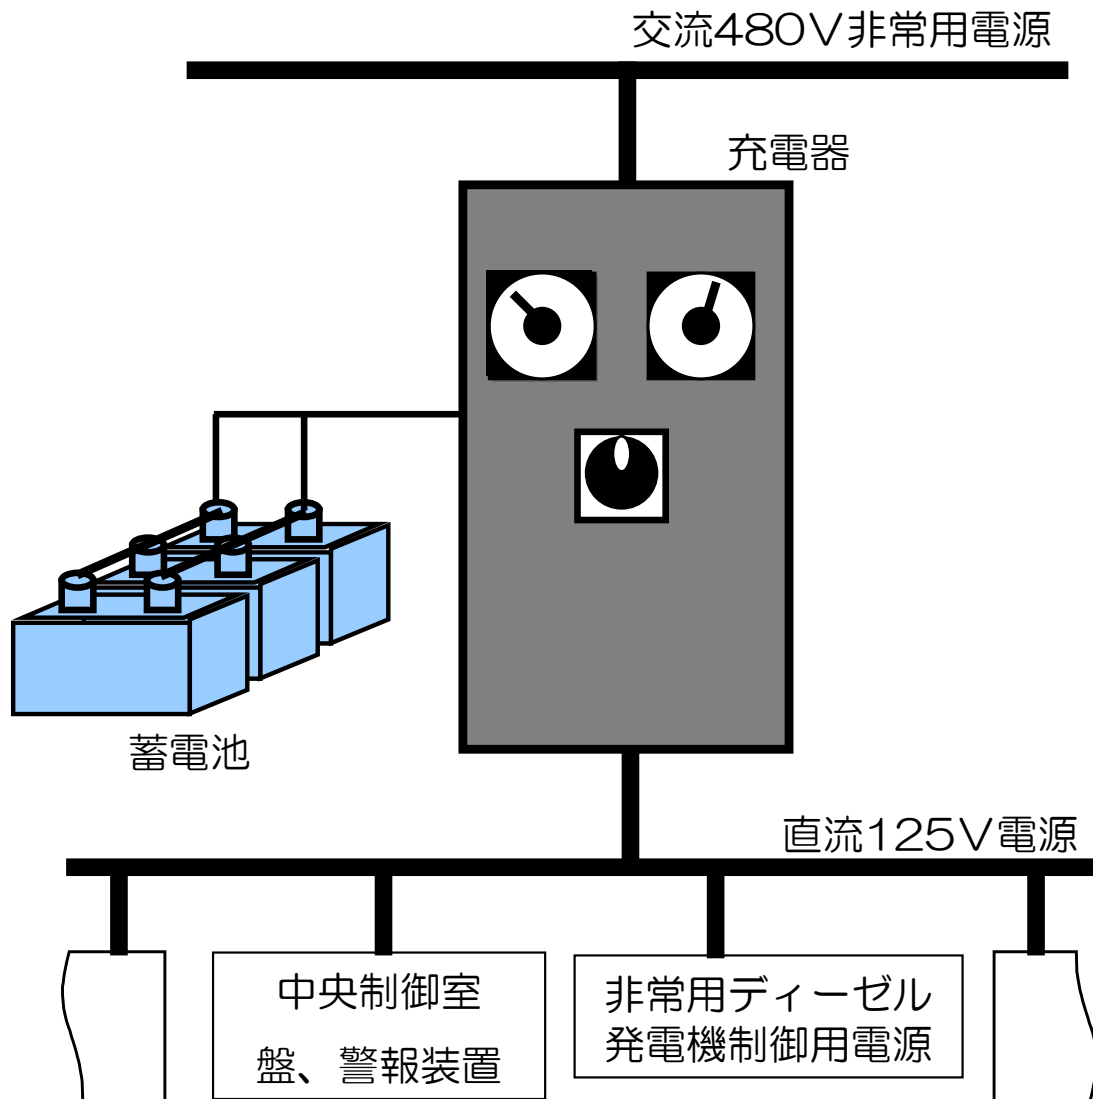 交流480V非常用電源
充電器
蓄電池
直流125V電源
中央制御室
盤、警報装置
非常用ディーゼル
発電機制御用電源